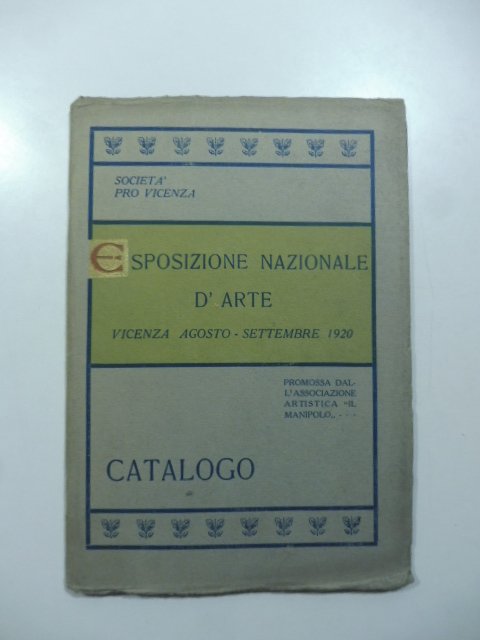 SOCIETA'
PRO VICENZA
ESPOSIZIONE NAZIONALE
D' ARTE
VICENZA AGOSTO - SETTEMBRE 1920
PROMOSSA DAL-
L'ASSOCIAZIONE
ARTISTICA "IL
MANIPOLO,, - - -
CATALOGO